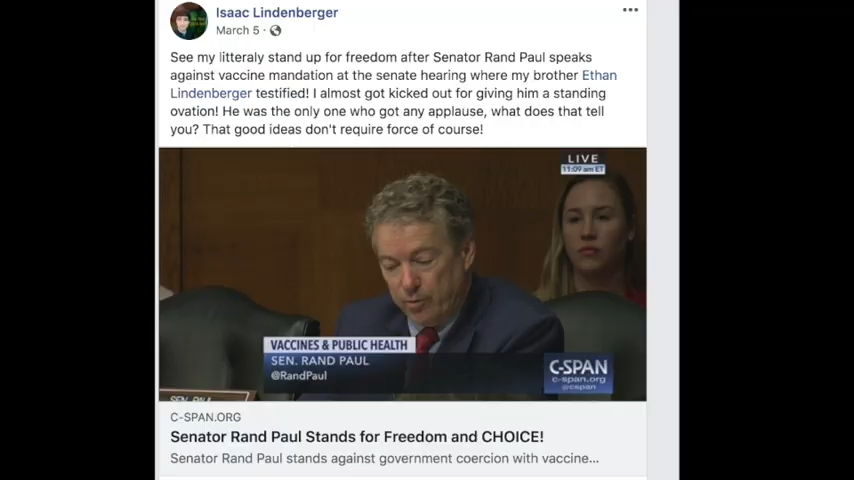 Isaac Lindenberger
March 5 ·
See my litteraly stand up for freedom after Senator Rand Paul speaks
against vaccine mandation at the senate hearing where my brother Ethan
Lindenberger testified! I almost got kicked out for giving him a standing
ovation! He was the only one who got any applause, what does that tell
you? That good ideas don't require force of course!
LIVE
11:09 am ET
VACCINES & PUBLIC HEALTH
SEN. RAND PAUL
@RandPaul
C-SPAN
c-span.org
@cspan
SEN. PAUL
C-SPAN.ORG
Senator Rand Paul Stands for Freedom and CHOICE!
Senator Rand Paul stands against government coercion with vaccine...